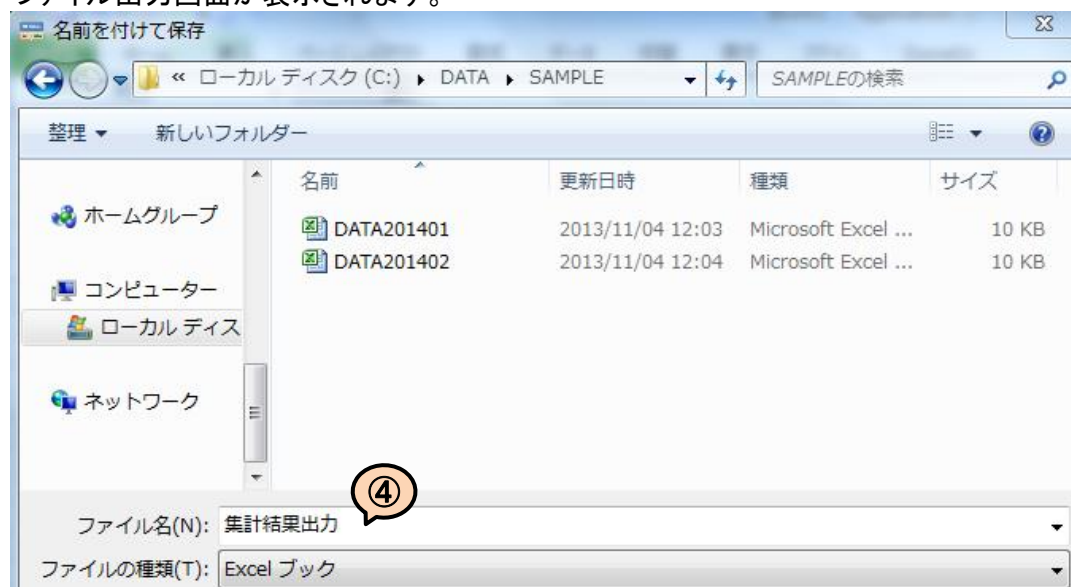 ファイル出力画面が表示されます。
名前を付けて保存
« ローカル ディスク (C:) ▸ DATA ▸ SAMPLE SAMPLEの検索
整理 ▼ 新しいフォルダー
名前 更新日時 種類 サイズ
ホームグループ
DATA201401 2013/11/04 12:03 Microsoft Excel ... 10 KB
DATA201402 2013/11/04 12:04 Microsoft Excel ... 10 KB
コンピューター
ローカル ディス
ネットワーク
④
ファイル名(N): 集計結果出力
ファイルの種類(T): Excel ブック